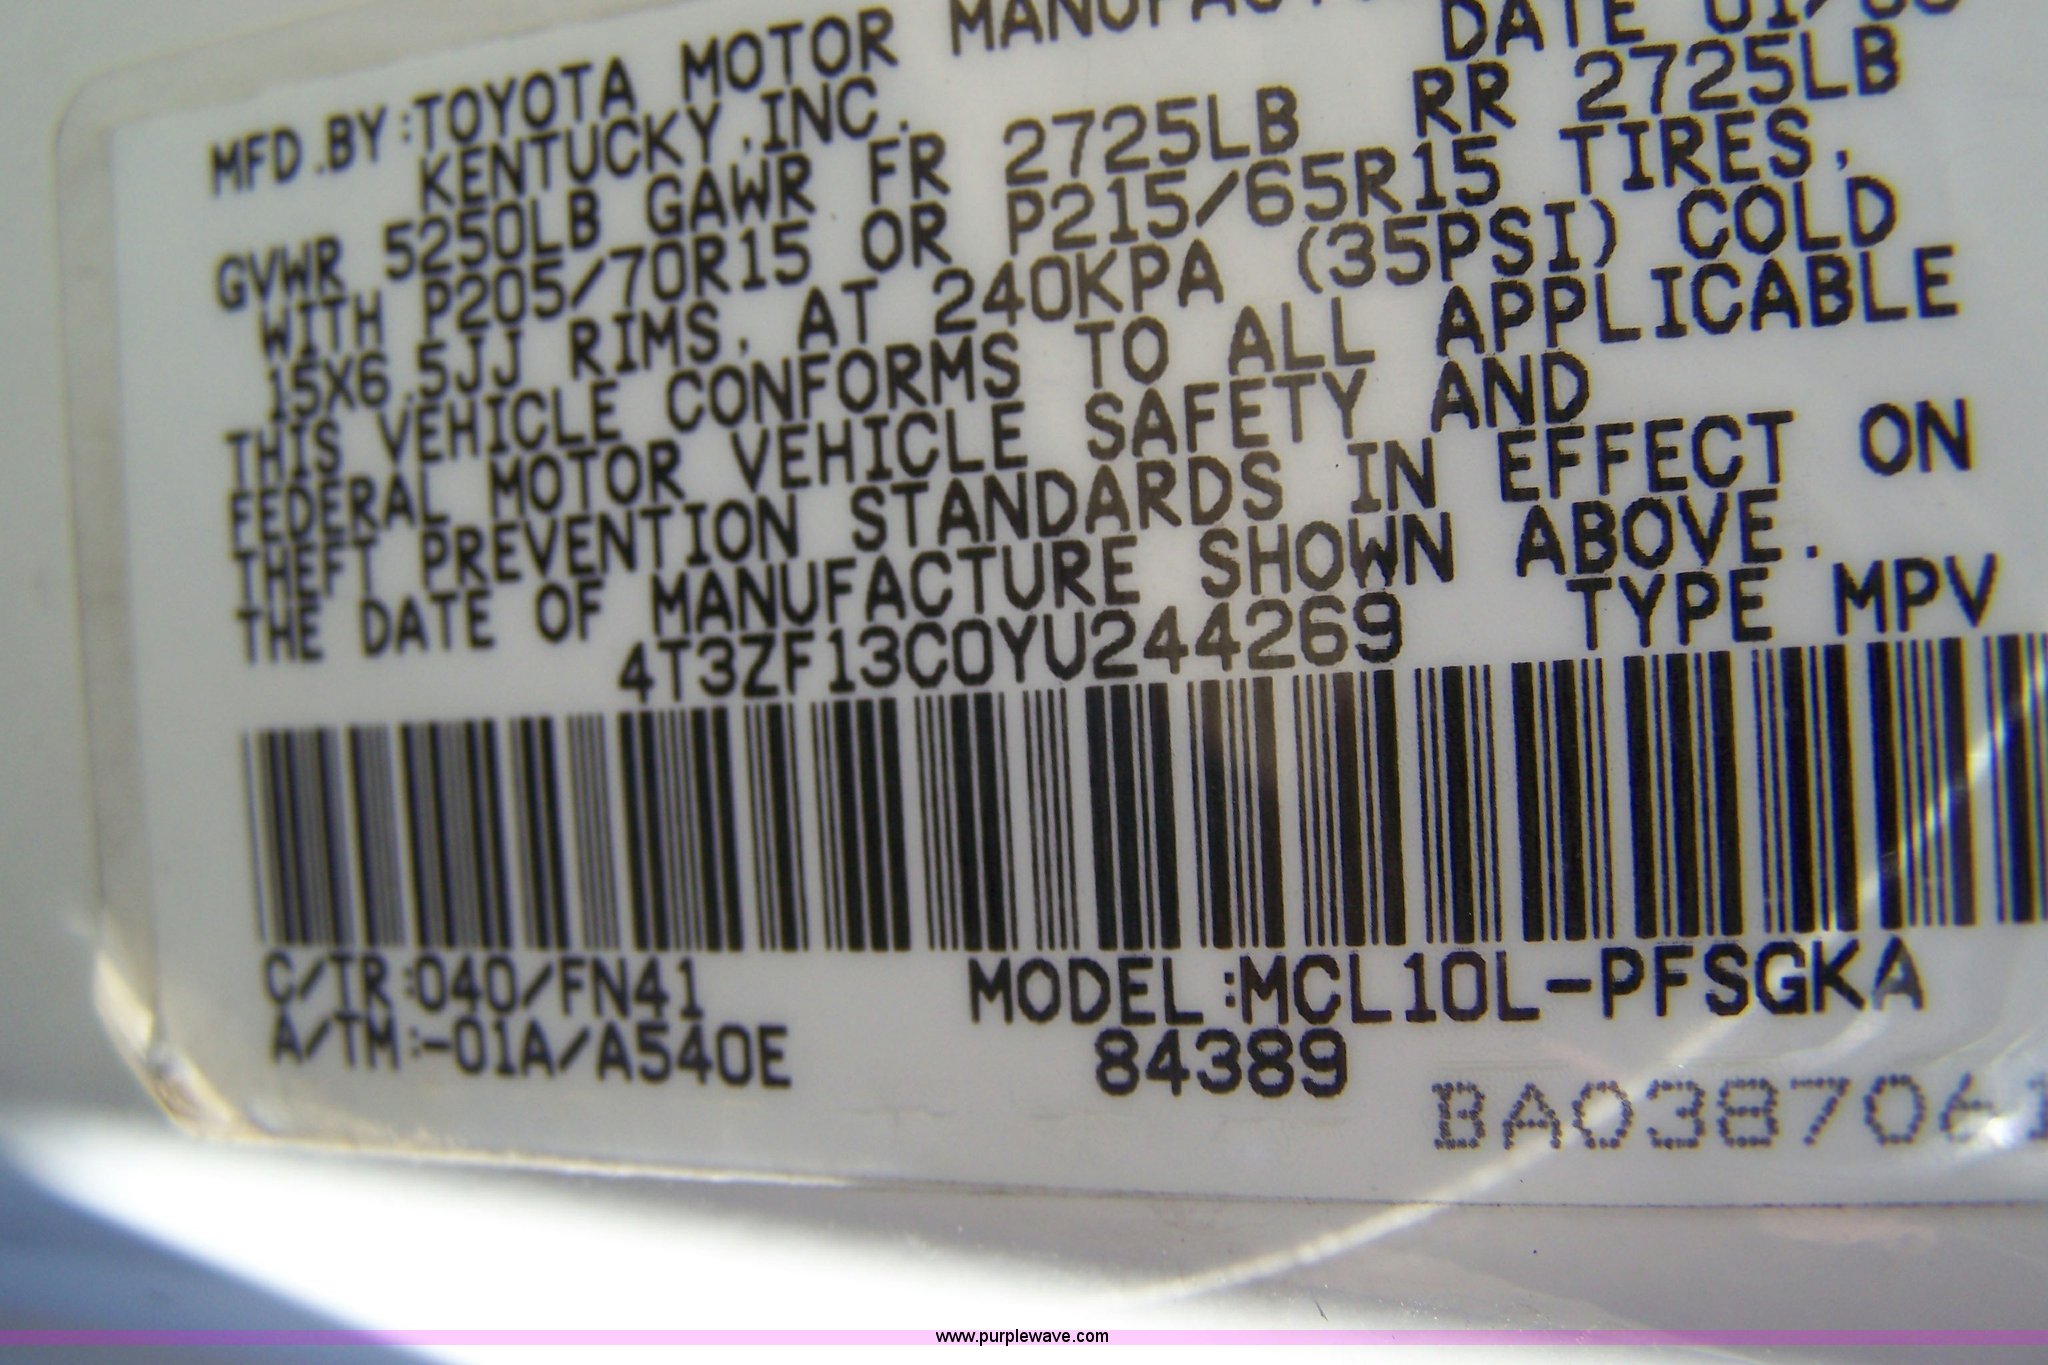 MFD.BY:TOYOTA MOTOR
DATE
KENTUCKY,INC.
GVWR 5250LB GAWR FR 2725LB RR 2725LB
WITH P205/70R15 OR P215/65R15 TIRES,
15X6.5JJ RIMS, AT 240KPA (35PSI) COLD
THIS VEHICLE CONFORMS TO ALL APPLICABLE
FEDERAL MOTOR VEHICLE SAFETY AND
THEFT PREVENTION STANDARDS IN EFFECT ON
THE DATE OF MANUFACTURE SHOWN ABOVE.
4T3ZF13C0YU244269 TYPE MPV
C/TR:040/FN41 MODEL:MCL10L-PFSGKA
A/TM:-01A/A540E 84389
BA0387061
www.purplewave.com